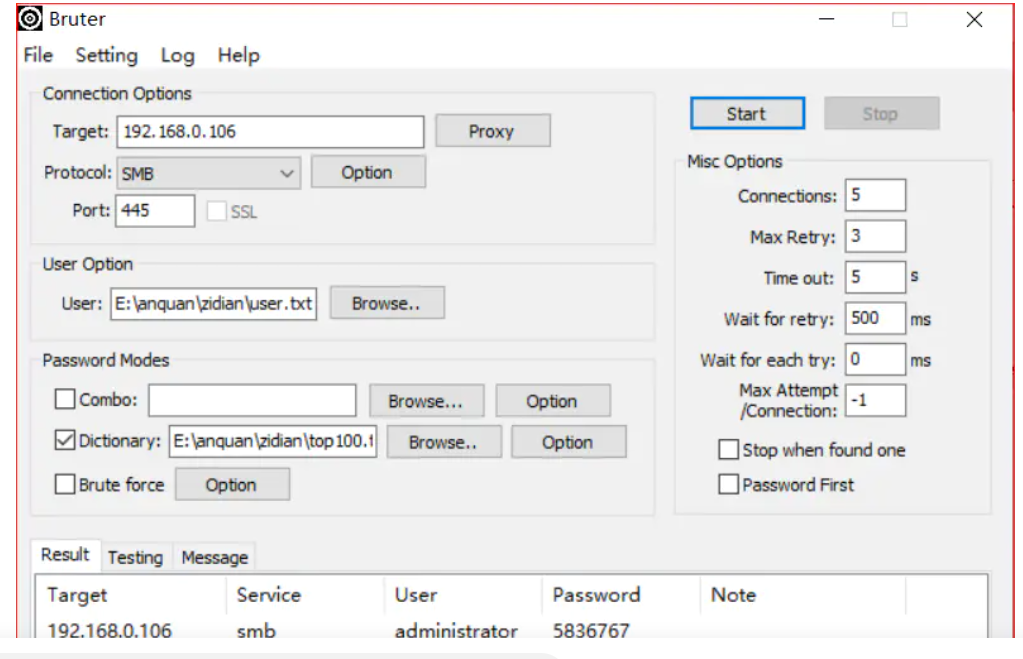 Bruter
File Setting Log Help
Connection Options
Target: 192.168.0.106 Proxy
Protocol: SMB Option
Port: 445 SSL
User Option
User: E:\anquan\zidian\user.txt Browse..
Password Modes
Combo: Browse... Option
Dictionary: E:\anquan\zidian\top100.t Browse.. Option
Brute force Option
Start Stop
Misc Options
Connections: 5
Max Retry: 3
Time out: 5 s
Wait for retry: 500 ms
Wait for each try: 0 ms
Max Attempt
/Connection: -1
Stop when found one
Password First
Result Testing Message
Target Service User Password Note
192.168.0.106 smb administrator 5836767